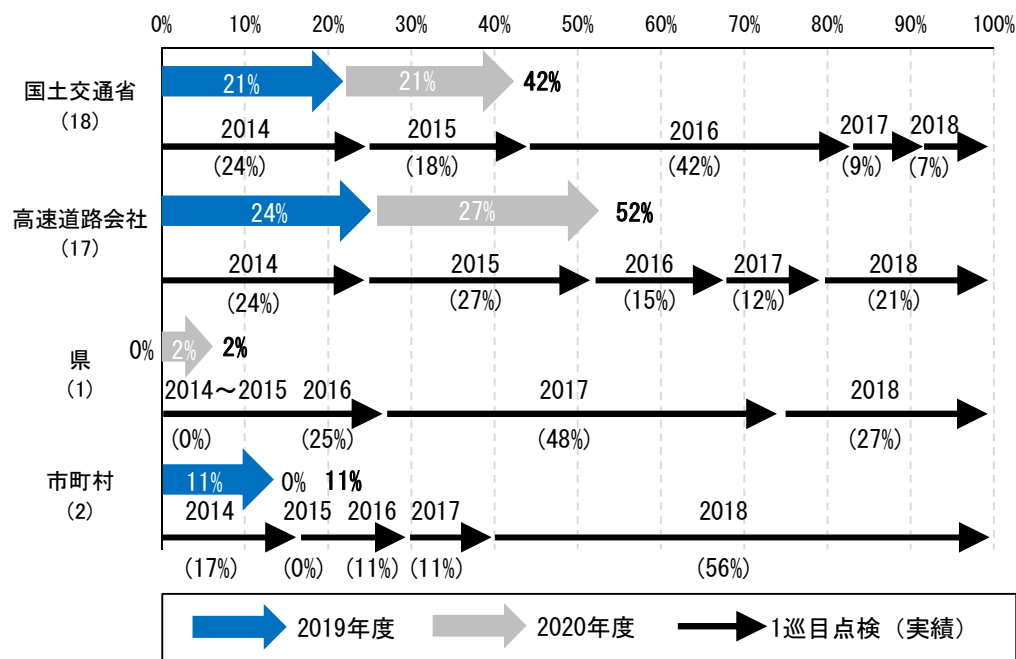 0% 10% 20% 30% 40% 50% 60% 70% 80% 90% 100%
国土交通省
(18)
21% 21% 42%
2014 2015 2016 2017 2018
(24%) (18%) (42%) (9%) (7%)
高速道路会社
(17)
24% 27% 52%
2014 2015 2016 2017 2018
(24%) (27%) (15%) (12%) (21%)
県
(1)
0% 2% 2%
2014～2015 2016 2017 2018
(0%) (25%) (48%) (27%)
市町村
(2)
11% 0% 11%
2014 2015 2016 2017 2018
(17%) (0%) (11%) (11%) (56%)
2019年度 2020年度 1巡目点検（実績）